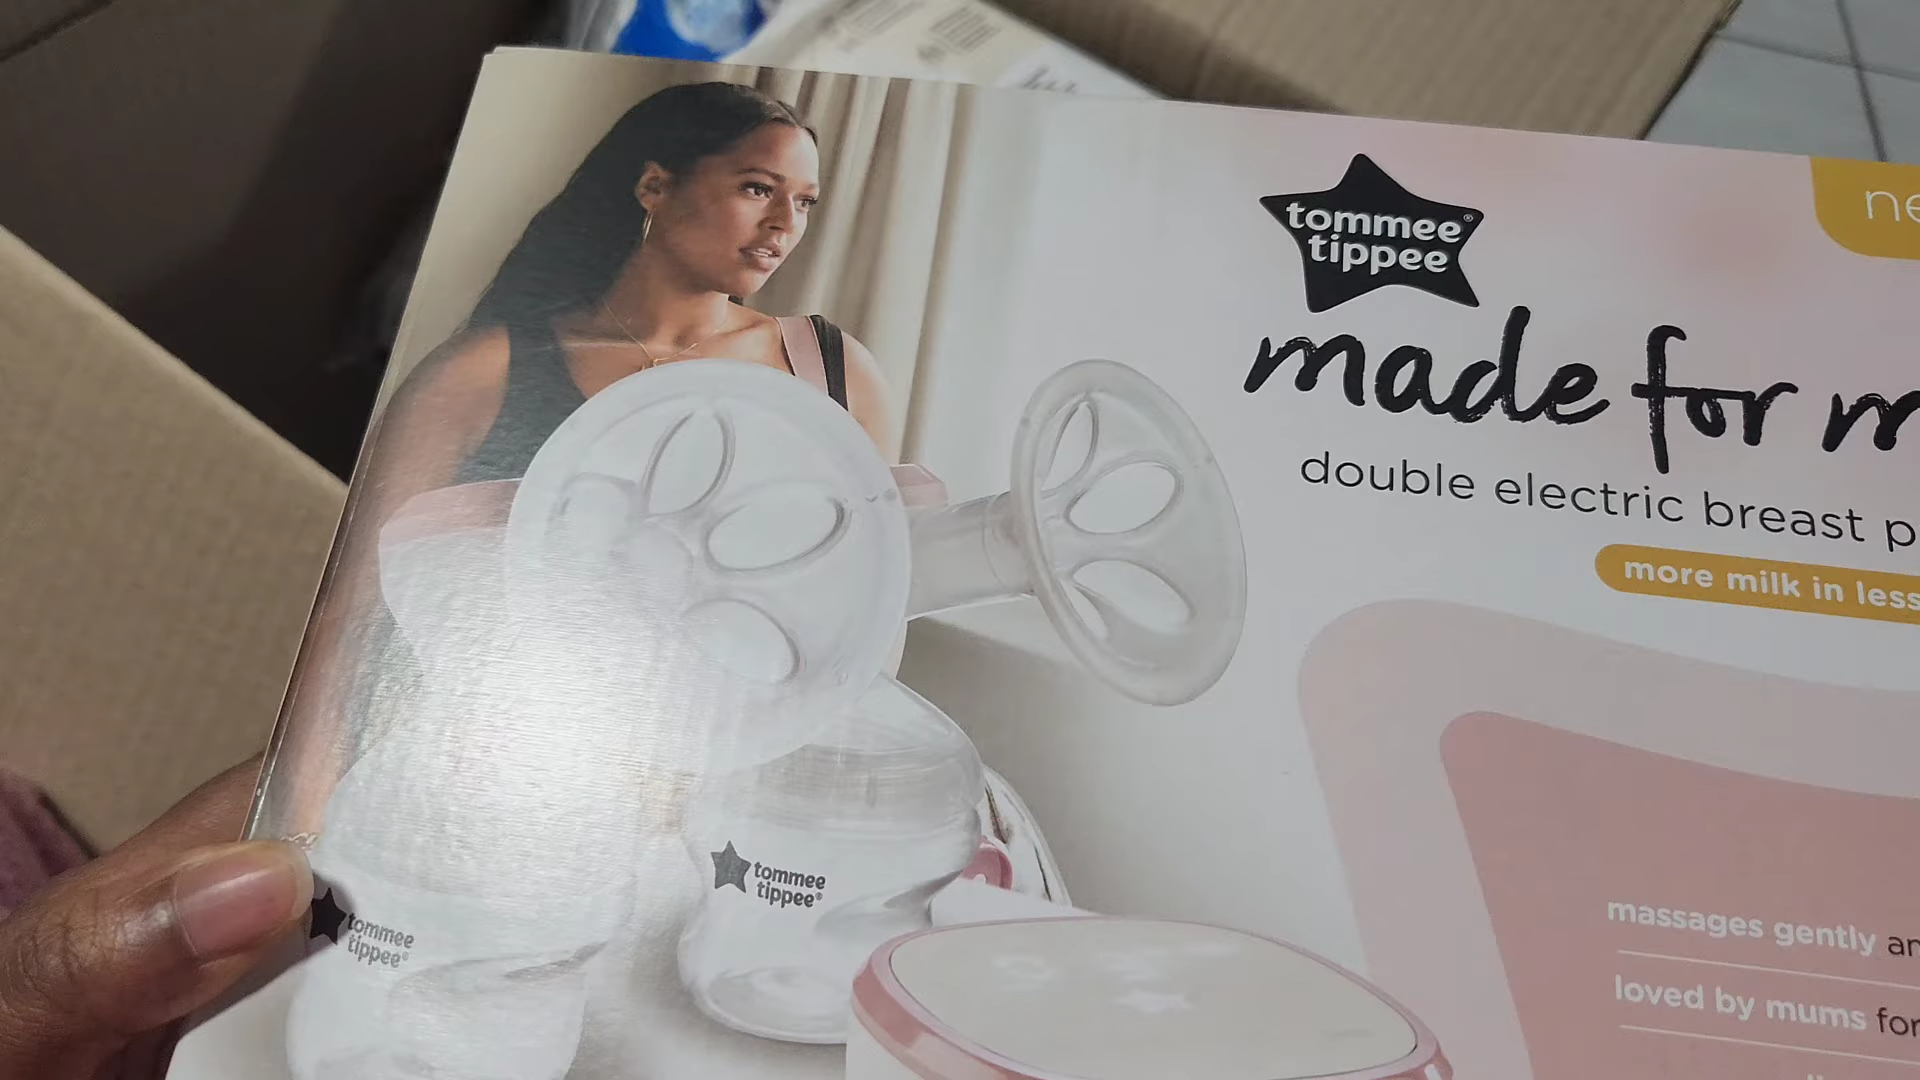 tommee
tippee
ne
made for m
double electric breast p
more milk in less
tommee
tippee
tommee
tippee
massages gently an
loved by mums for